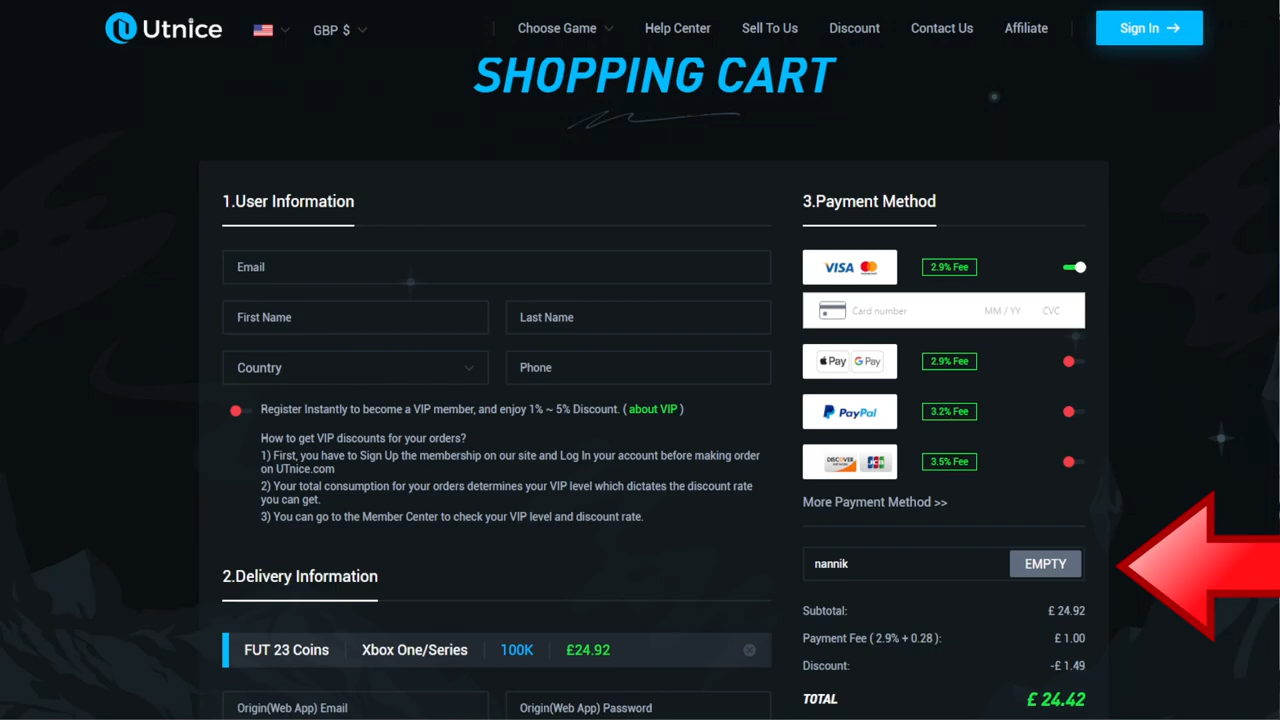 Utnice
GBP $
Choose Game
Help Center
Sell To Us
Discount
Contact Us
Affiliate
Sign In
SHOPPING CART
1.User Information
Email
First Name
Last Name
Country
Phone
Register Instantly to become a VIP member, and enjoy 1% ~ 5% Discount. ( about VIP )
How to get VIP discounts for your orders?
1) First, you have to Sign Up the membership on our site and Log In your account before making order
on UTnice.com
2) Your total consumption for your orders determines your VIP level which dictates the discount rate
you can get.
3) You can go to the Member Center to check your VIP level and discount rate.
2.Delivery Information
FUT 23 Coins
Xbox One/Series
100K
£24.92
Origin(Web App) Email
Origin(Web App) Password
3.Payment Method
VISA
2.9% Fee
Card number
MM / YY
CVC
Pay
G Pay
2.9% Fee
PayPal
3.2% Fee
DISCOVER
JCB
3.5% Fee
More Payment Method >>
nannik
EMPTY
Subtotal:
£ 24.92
Payment Fee ( 2.9% + 0.28 ):
£ 1.00
Discount:
-£ 1.49
TOTAL
£ 24.42